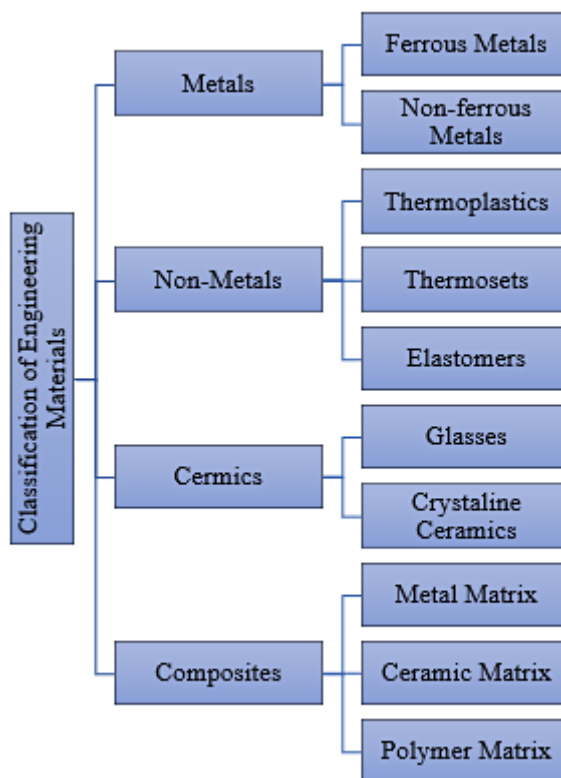 Classification of Engineering
Materials
Metals
Ferrous Metals
Non-ferrous
Metals
Non-Metals
Thermoplastics
Thermosets
Elastomers
Cermics
Glasses
Crystaline
Ceramics
Composites
Metal Matrix
Ceramic Matrix
Polymer Matrix